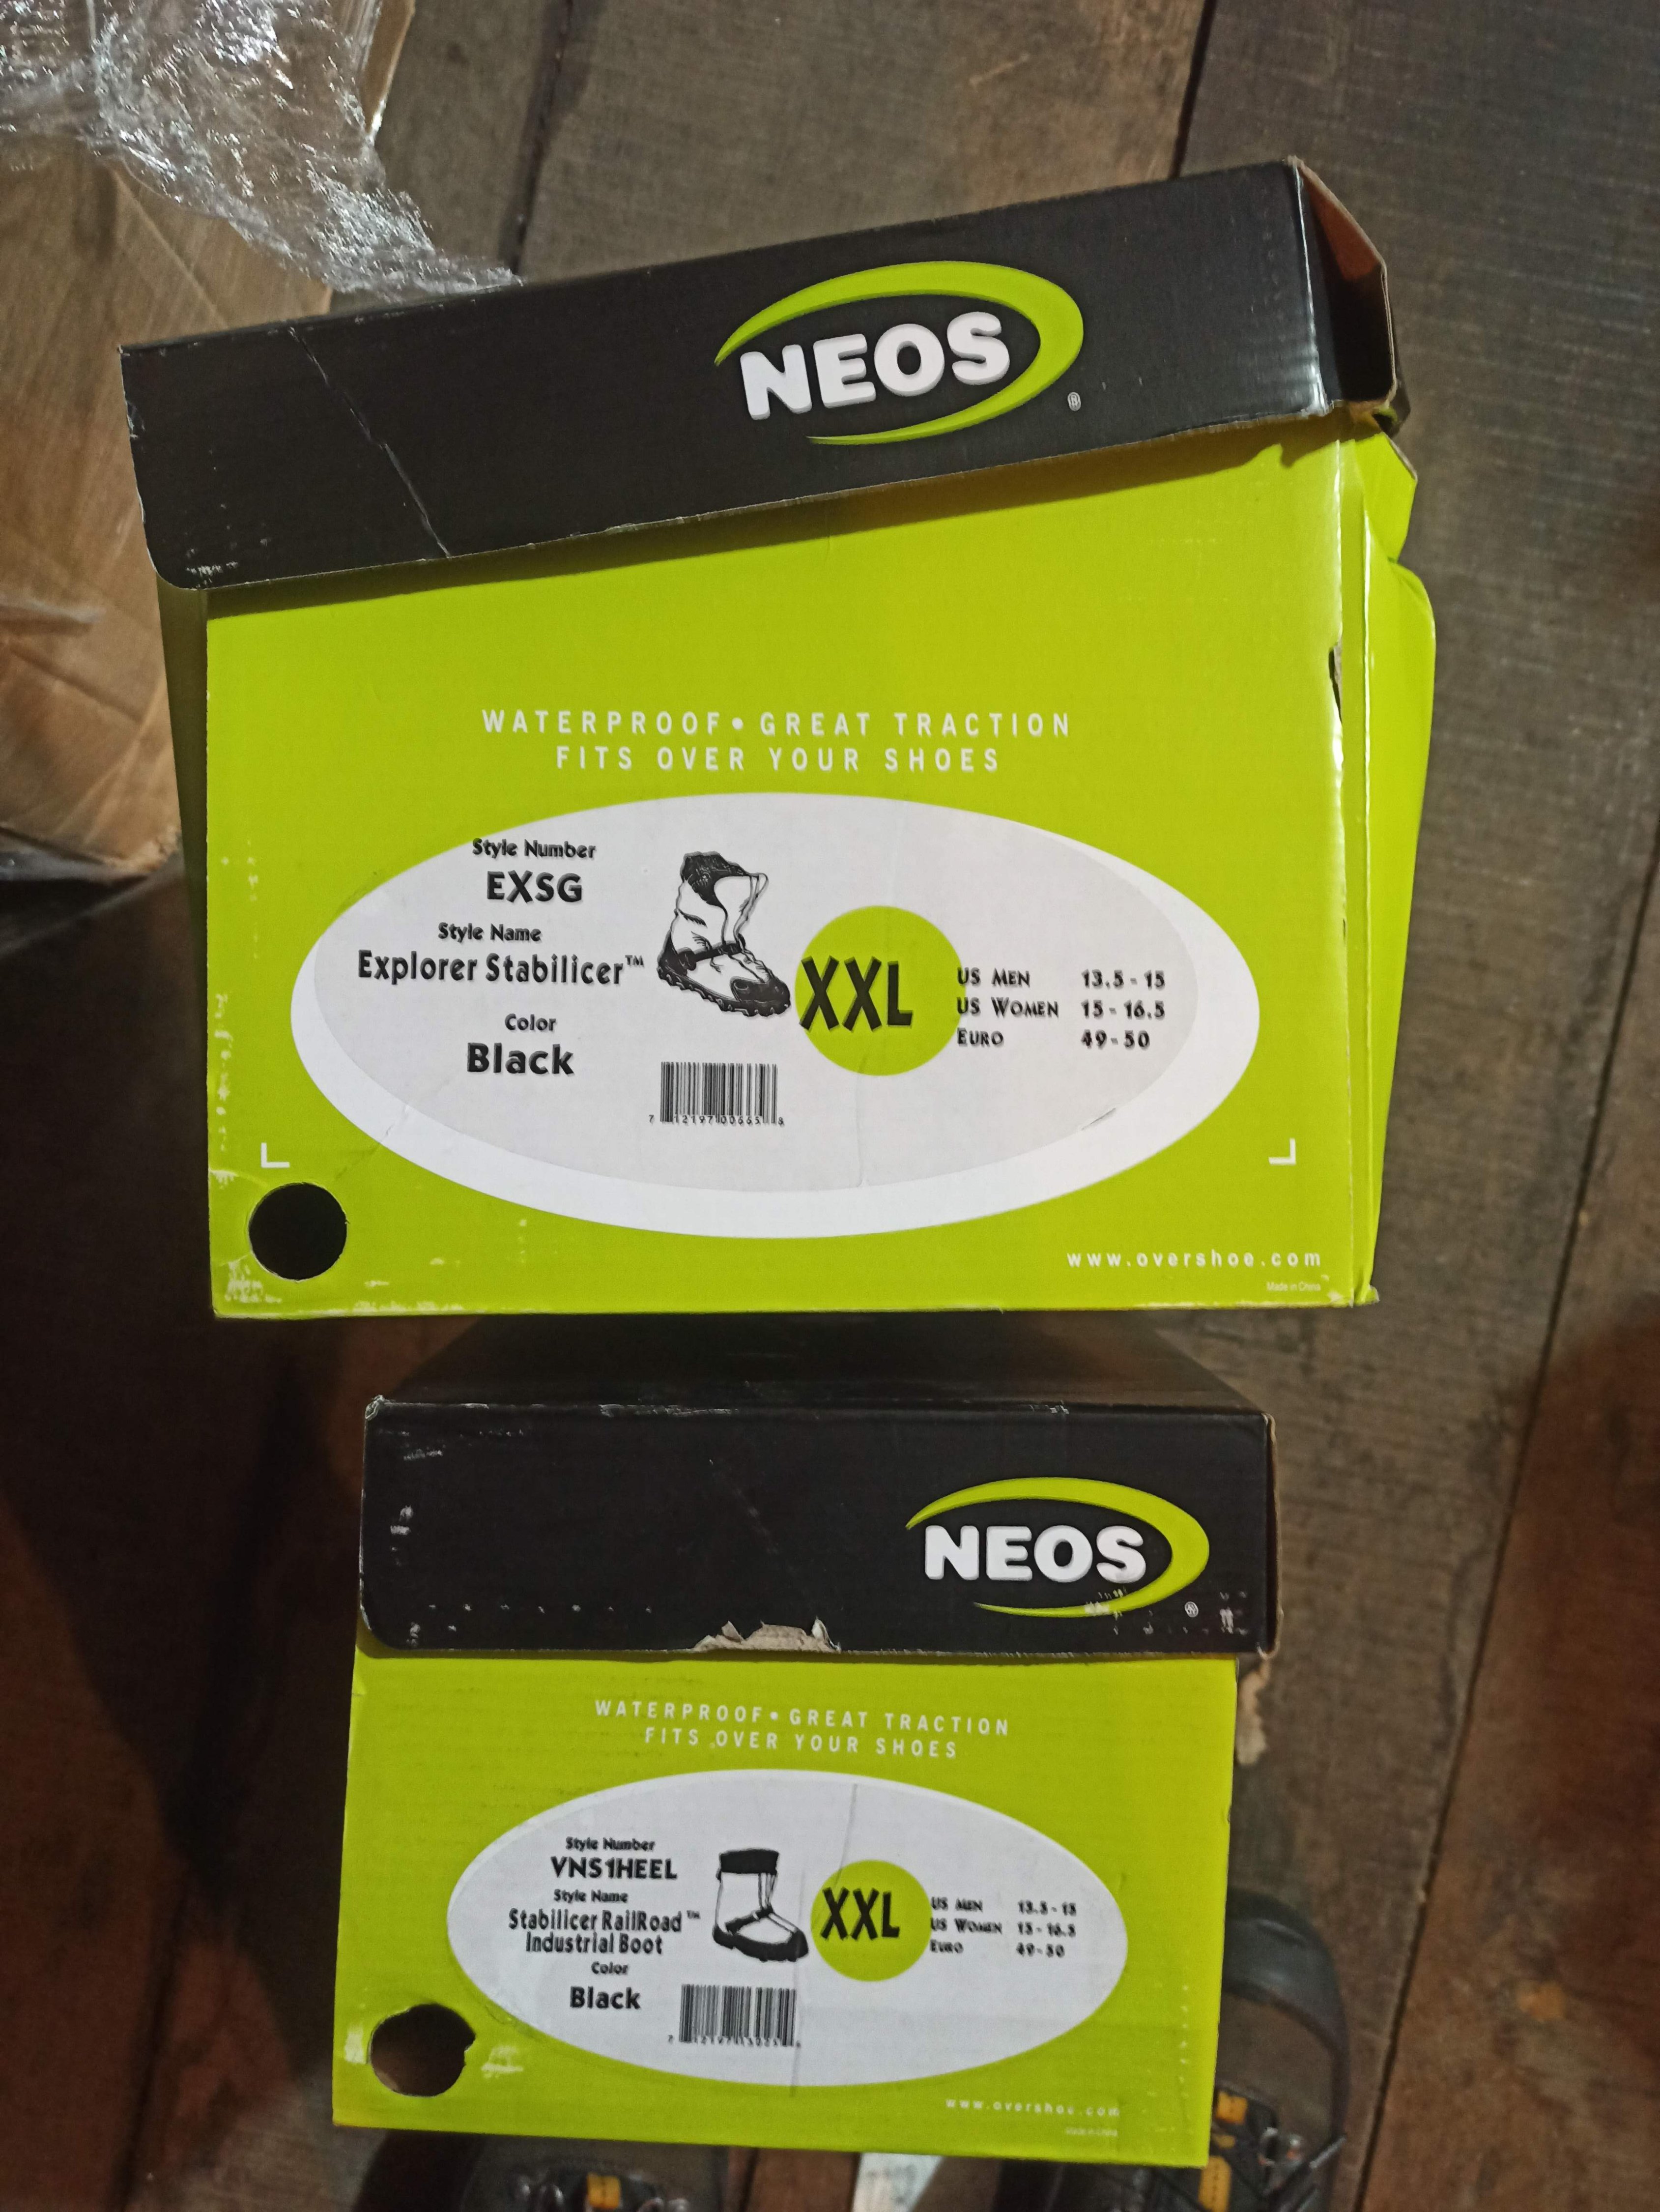 NEOS
®
WATERPROOF • GREAT TRACTION
FITS OVER YOUR SHOES
Style Number
EXSG
Style Name
Explorer Stabilicer™
Color
Black
XXL
US MEN 13.5 - 15
US WOMEN 15 - 16.5
EURO 49 - 50
www.overshoe.com
Made in China
NEOS
®
WATERPROOF • GREAT TRACTION
FITS OVER YOUR SHOES
Style Number
VNS1HEEL
Style Name
Stabilicer RailRoad™
Industrial Boot
Color
Black
XXL
US MEN 13.5 - 15
US WOMEN 15 - 16.5
EURO 49 - 50
www.overshoe.com
Made in China